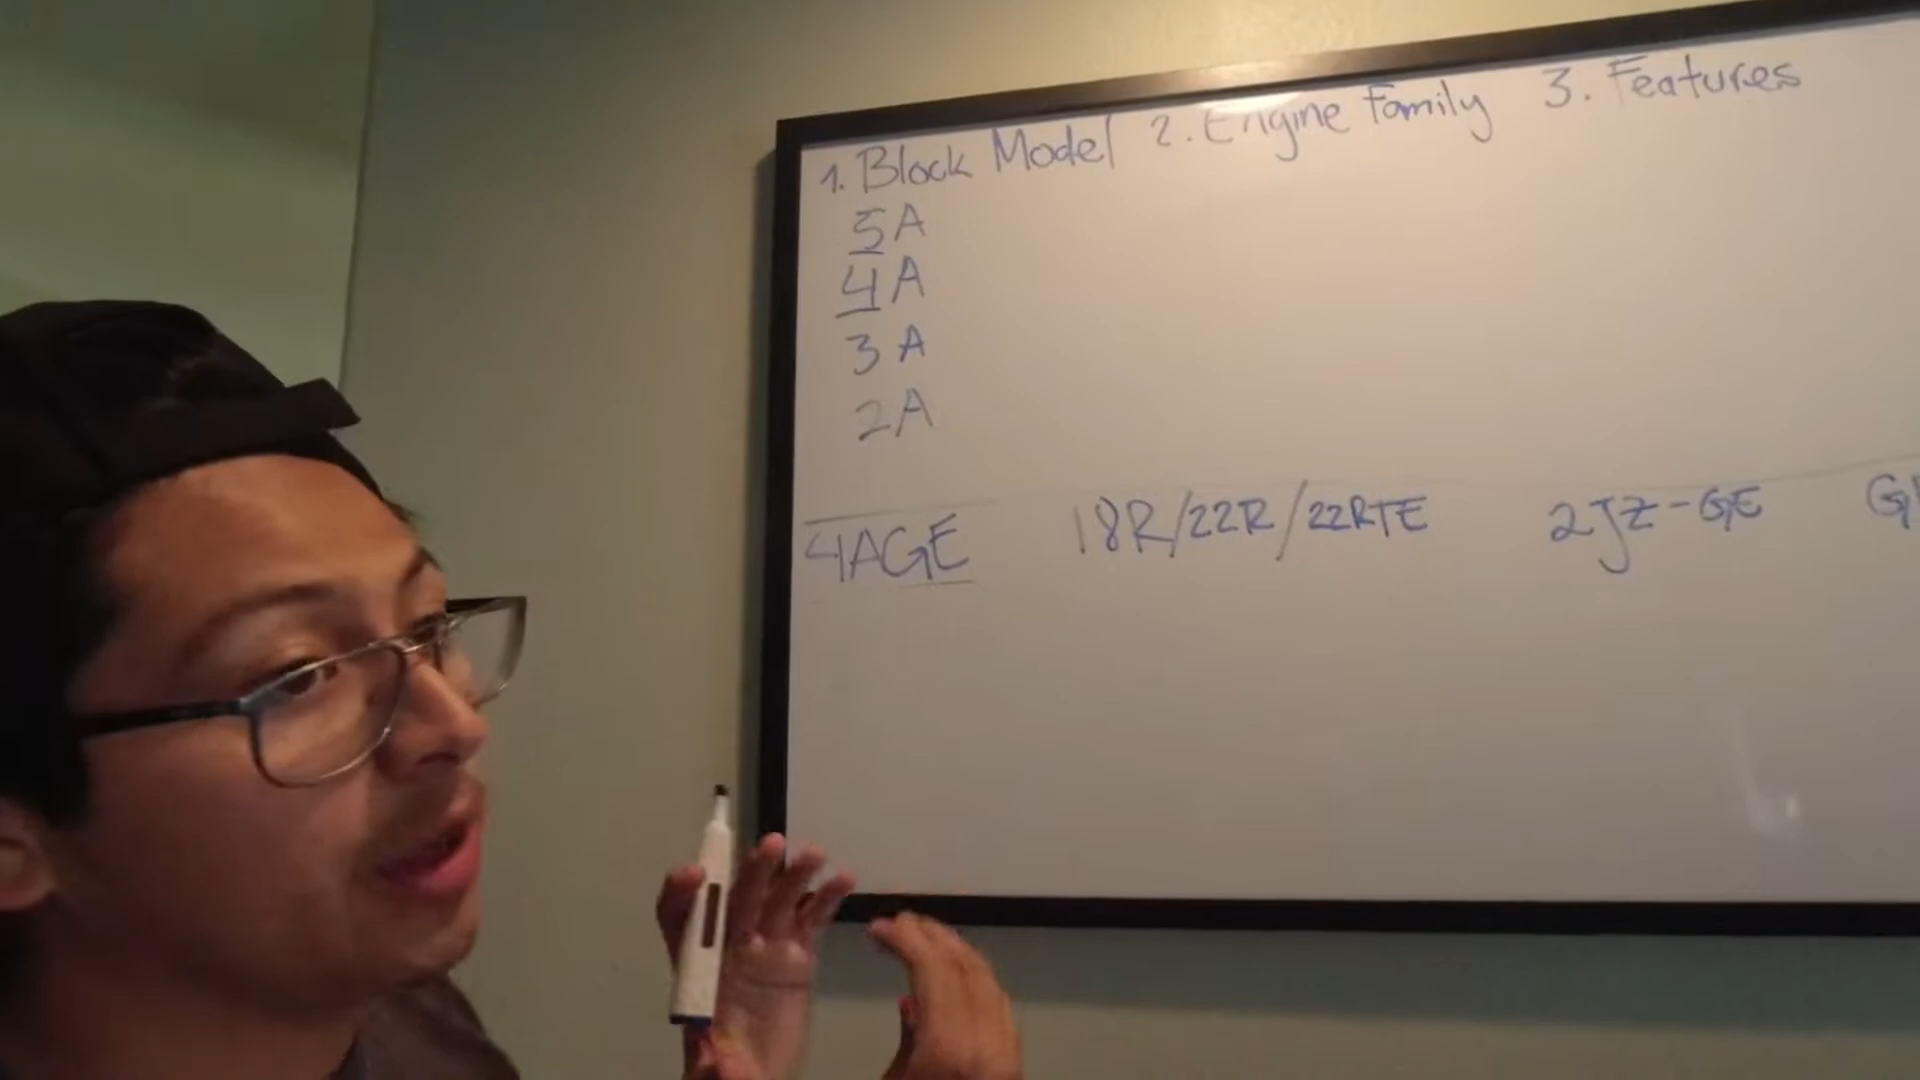 1. Block Model 2. Engine Family 3. Features
5A
4A
3A
2A
4AGE 18R/22R/22RTE 2JZ-GE